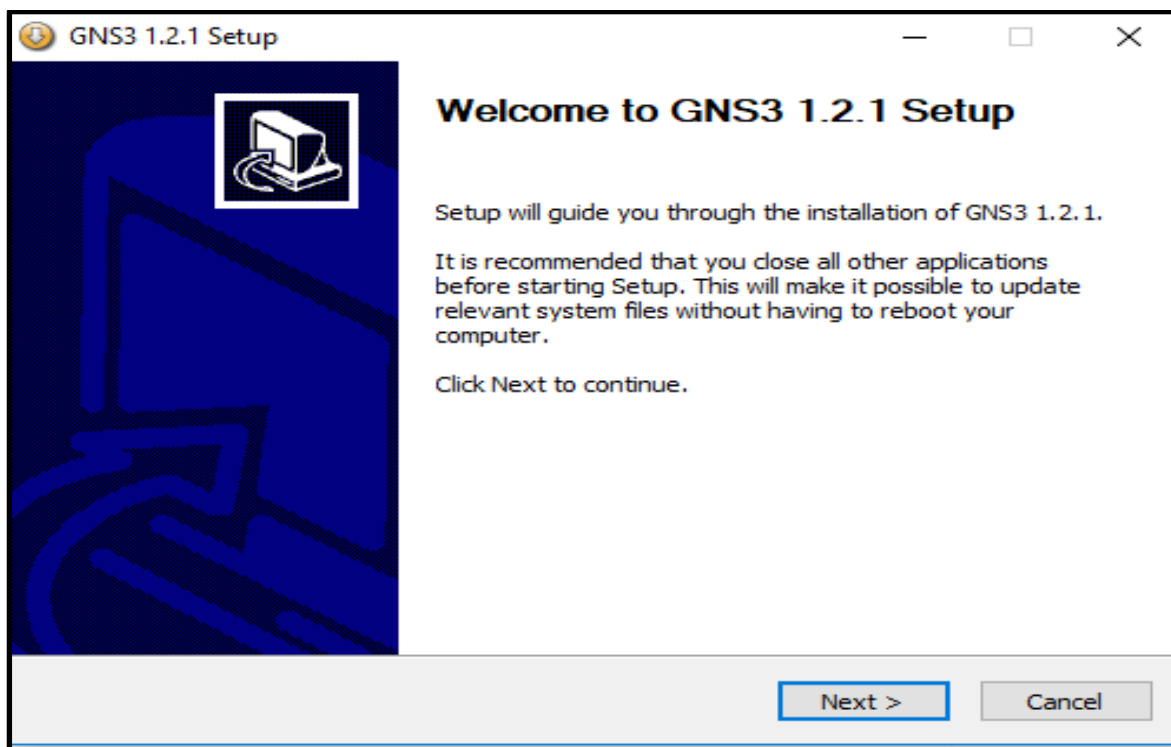 GNS3 1.2.1 Setup
Welcome to GNS3 1.2.1 Setup
Setup will guide you through the installation of GNS3 1.2.1.
It is recommended that you close all other applications
before starting Setup. This will make it possible to update
relevant system files without having to reboot your
computer.
Click Next to continue.
Next >
Cancel